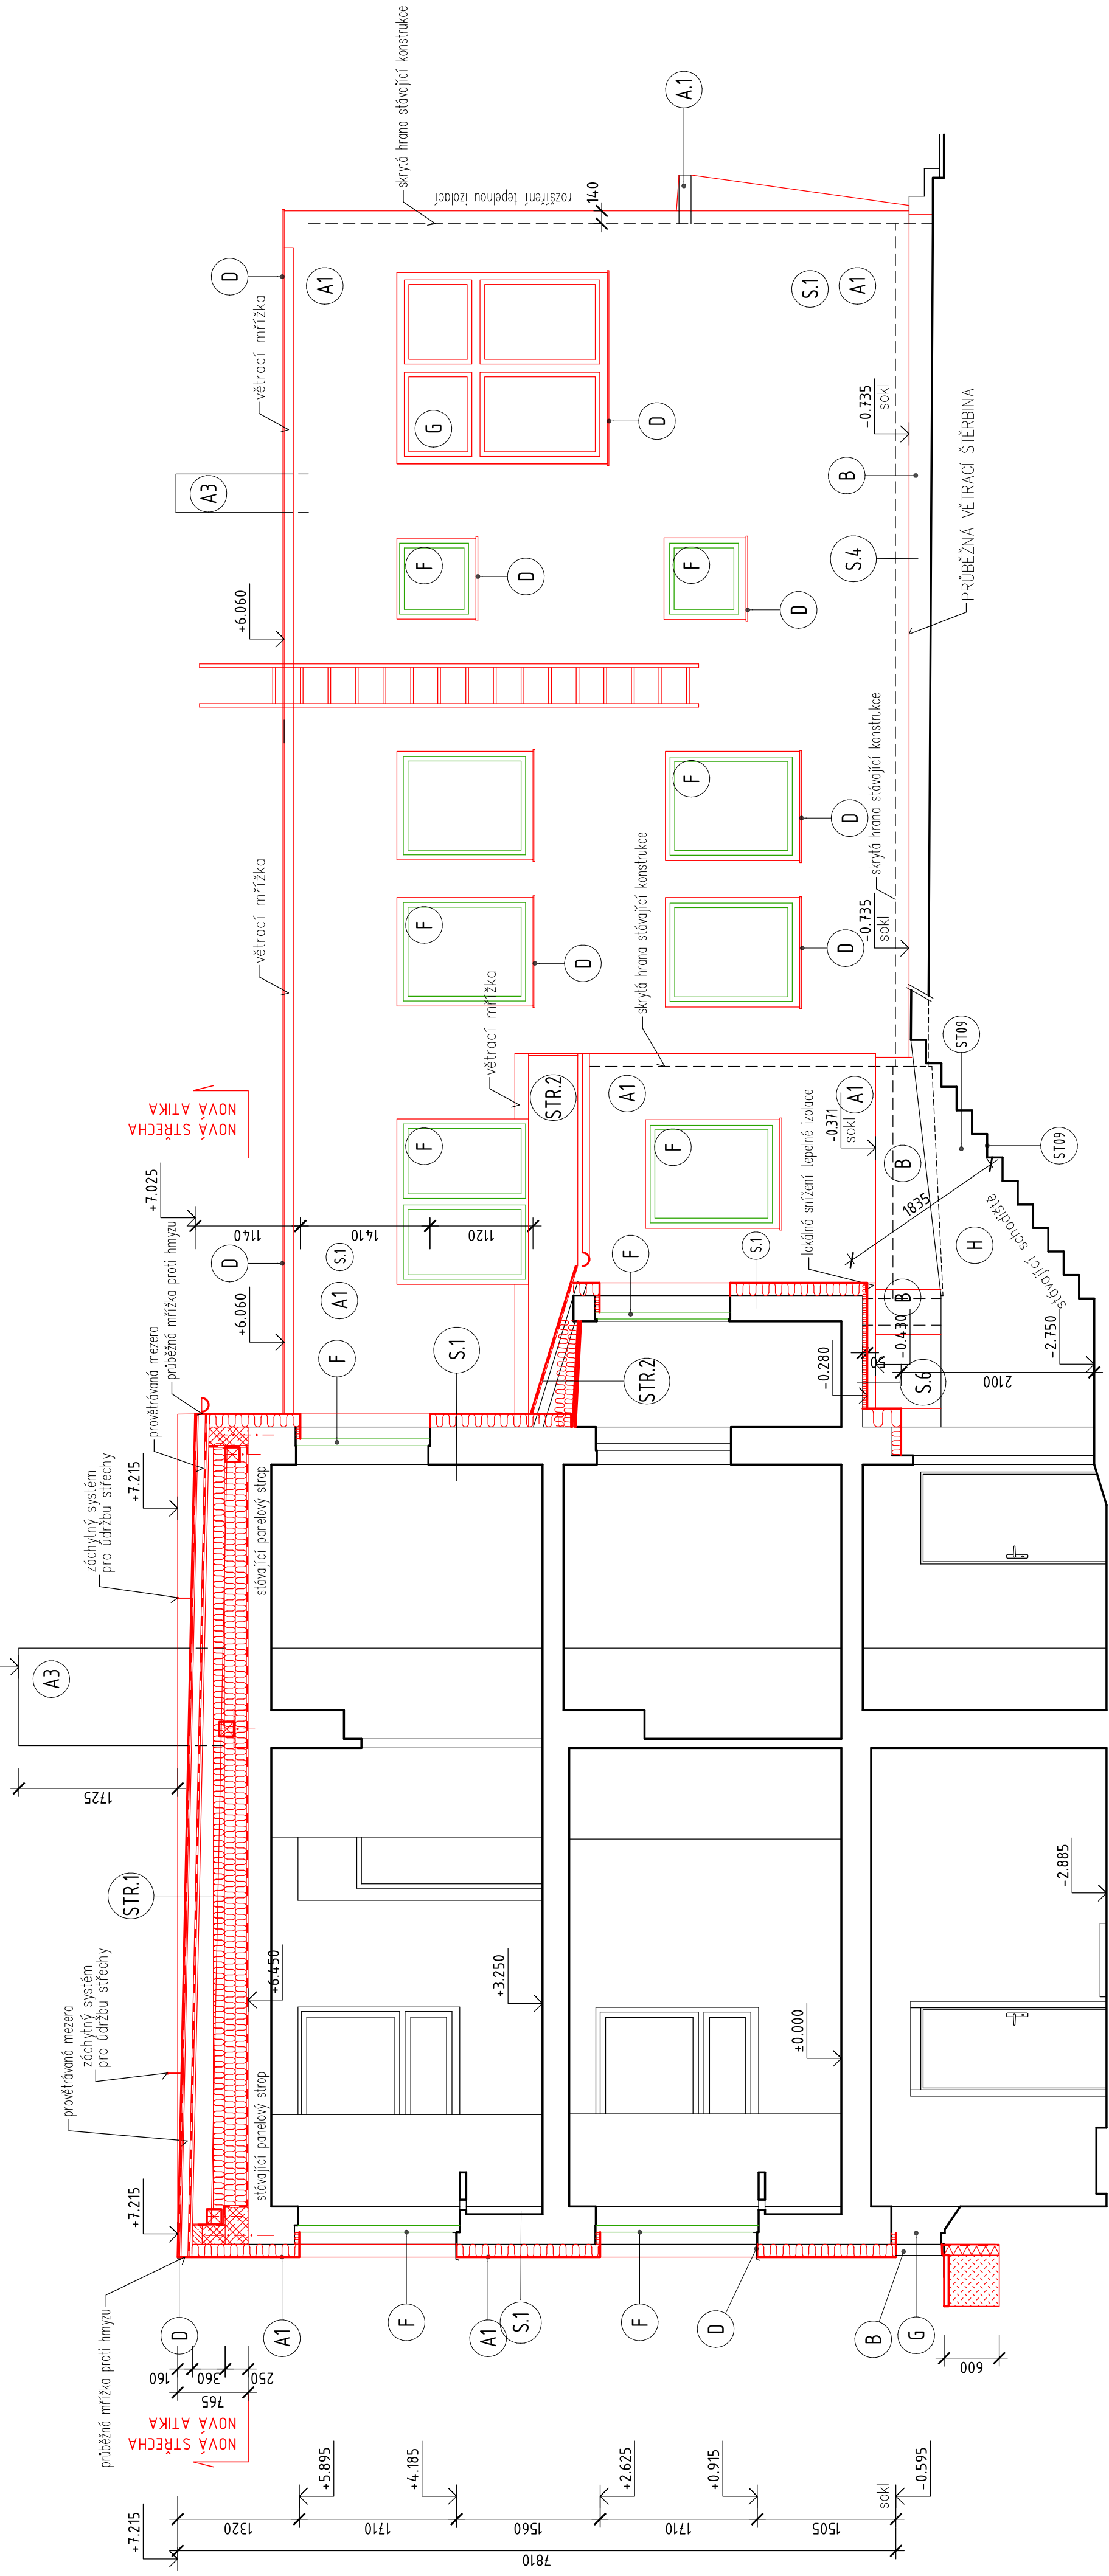 +7.215
7810
1320
1710
1560
1710
1505
+5.895
+4.185
+2.625
+0.915
sokl
-0.595
NOVÁ STŘECHA
NOVÁ ATIKA
765
160
360
250
600
průběžná mřížka proti hmyzu
D
A1
F
A1
S.1
F
D
B
G
+7.215
provětrávaná mezera
záchytný systém
pro údržbu střechy
stávající panelový strop
+6.450
STR.1
+3.250
±0.000
-2.885
1725
A3
záchytný systém
pro údržbu střechy
+7.215
stávající panelový strop
provětrávaná mezera
průběžná mřížka proti hmyzu
+7.025
S.1
F
STR.2
F
S.1
-0.280
50
-0.430
S.6
2100
-2.750
stávající schodiště
1835
H
ST09
ST09
lokálná snížení tepelné izolace
-0.371
sokl
B
B
A1
+6.060
D
A1
S.1
1140
1410
1120
NOVÁ STŘECHA
NOVÁ ATIKA
F
větrací mřížka
STR.2
A1
F
skrytá hrana stávající konstrukce
větrací mřížka
F
D
D
-0.735
sokl
skrytá hrana stávající konstrukce
F
D
+6.060
F
D
F
D
A3
větrací mřížka
D
A1
G
D
S.4
B
-0.735
sokl
PRŮBĚŽNÁ VĚTRACÍ ŠTĚRBINA
S.1
A1
rozšíření tepelnou izolací
140
skrytá hrana stávající konstrukce
A.1